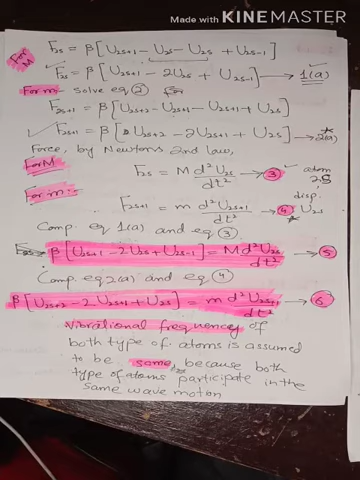 Made with KINEMASTER
For M
F2s = β [U2s+1 - U2s - U2s + U2s-1]
F2s = β [U2s+1 - 2U2s + U2s-1] → 1(a)
For m- solve eq 2
F2s+1 = β [U2s+2 - U2s+1 - U2s+1 + U2s]
F2s+1 = β [U2s+2 - 2U2s+1 + U2s] → 2(a)
Force, by Newtons 2nd law,
For M
F2s = M d²U2s/dt² → 3 atom 2s
For m:- disp.
F2s+1 = m d²U2s+1/dt² → 4
Comp. eq 1(a) and eq 3.
β [U2s+1 - 2U2s + U2s-1] = M d²U2s/dt² → 5
Comp. eq 2(a) and eq 4
β [U2s+2 - 2U2s+1 + U2s] = m d²U2s+1/dt² → 6
Vibrational frequency of
both type of atoms is assumed
to be same, because both
type of atoms participate in the
same wave motion